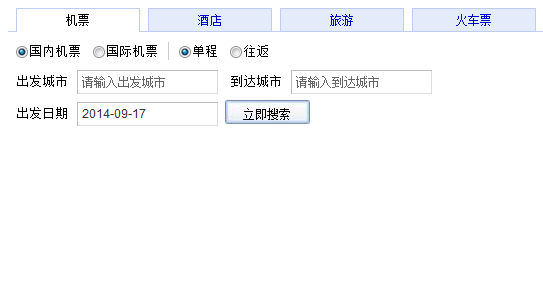 机票 酒店 旅游 火车票
国内机票 国际机票 单程 往返
出发城市 请输入出发城市 到达城市 请输入到达城市
出发日期 2014-09-17 立即搜索